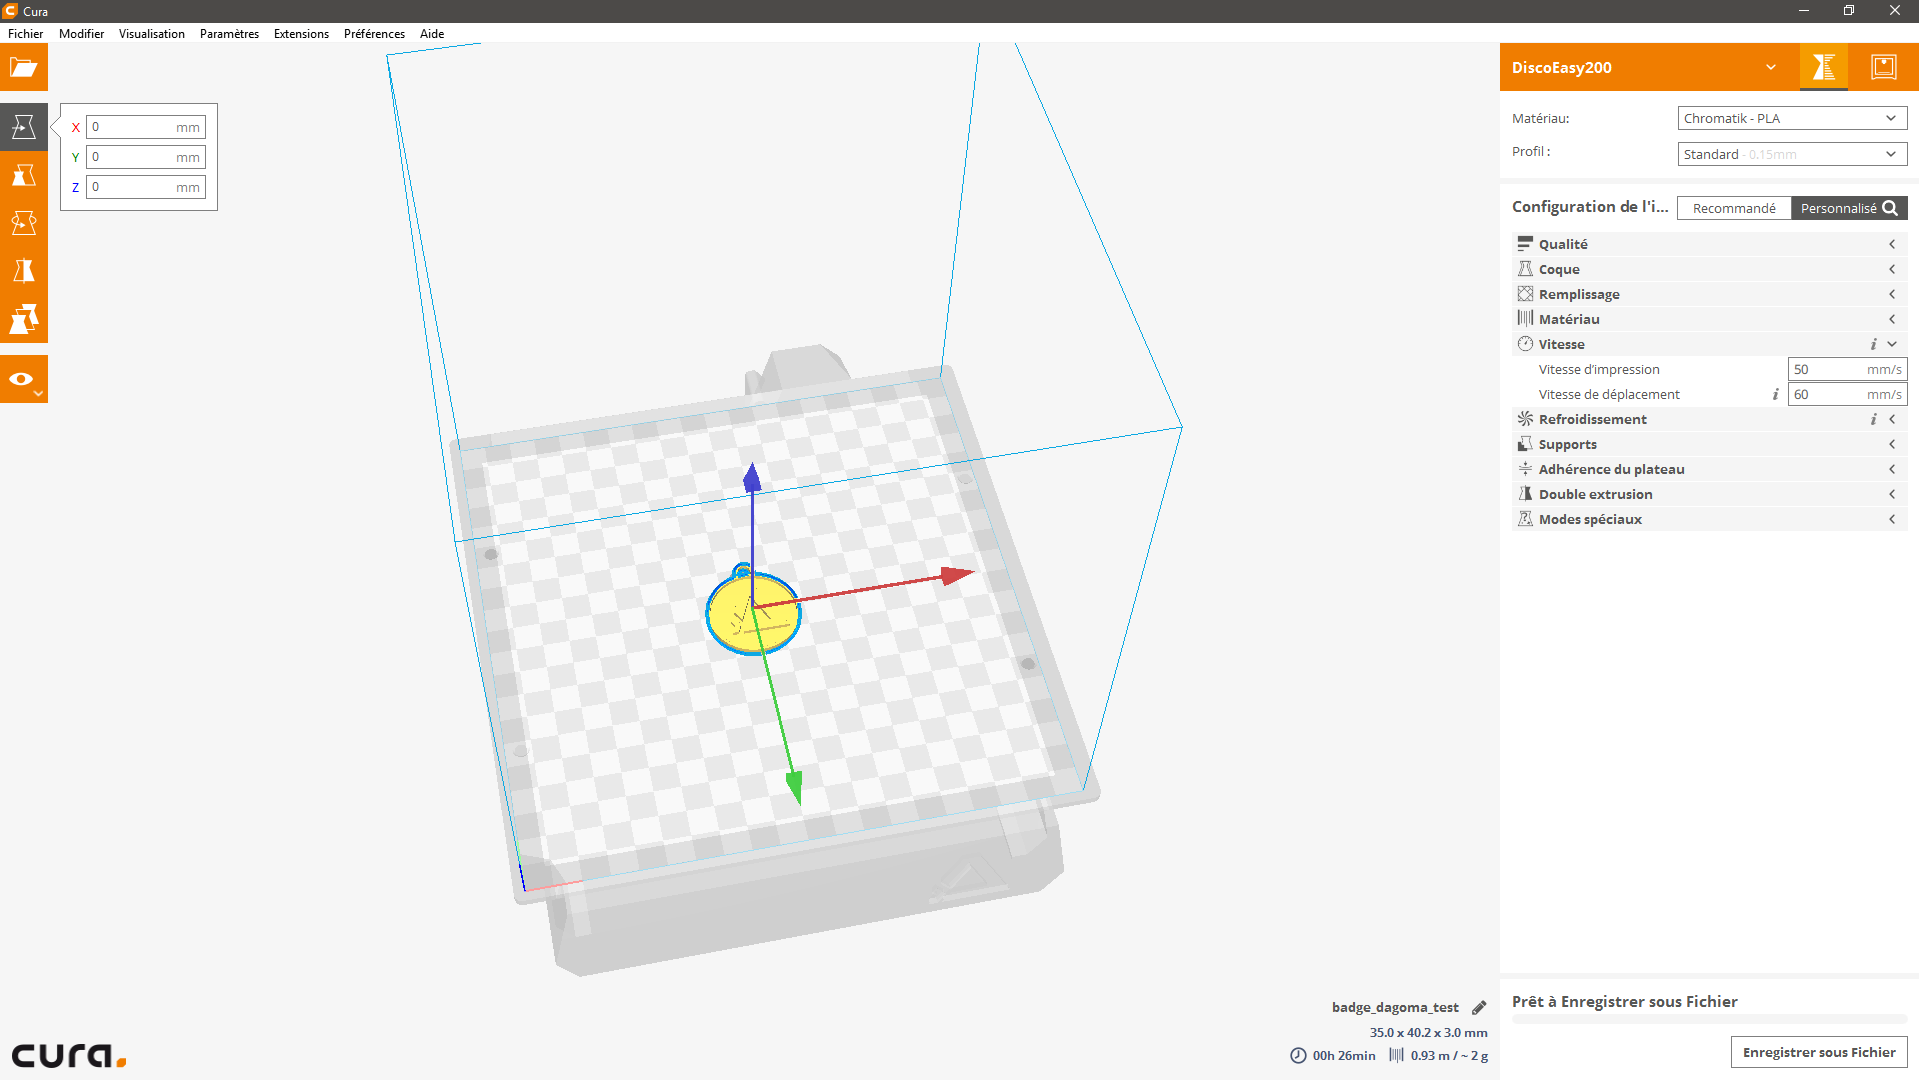 Cura
Fichier Modifier Visualisation Paramètres Extensions Préférences Aide
X 0 mm
Y 0 mm
Z 0 mm
DiscoEasy200
Matériau: Chromatik - PLA
Profil : Standard - 0.15mm
Configuration de l'i... Recommandé Personnalisé
Qualité
Coque
Remplissage
Matériau
Vitesse i
Vitesse d'impression 50 mm/s
Vitesse de déplacement i 60 mm/s
Refroidissement i
Supports
Adhérence du plateau
Double extrusion
Modes spéciaux
badge_dagoma_test
35.0 x 40.2 x 3.0 mm
00h 26min 0.93 m / ~ 2 g
Prêt à Enregistrer sous Fichier
Enregistrer sous Fichier
cura.